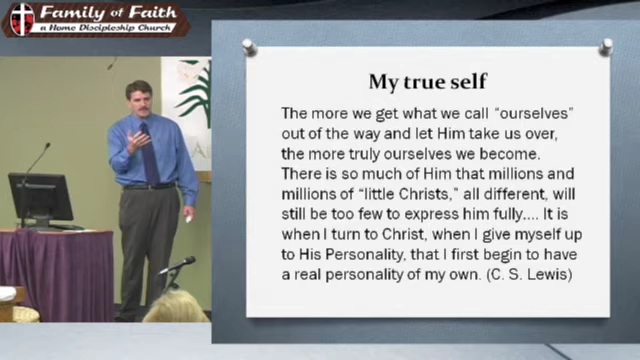 Family of Faith
a Home Discipleship Church
My true self
The more we get what we call “ourselves”
out of the way and let Him take us over,
the more truly ourselves we become.
There is so much of Him that millions and
millions of “little Christs,” all different, will
still be too few to express him fully.... It is
when I turn to Christ, when I give myself up
to His Personality, that I first begin to have
a real personality of my own. (C. S. Lewis)